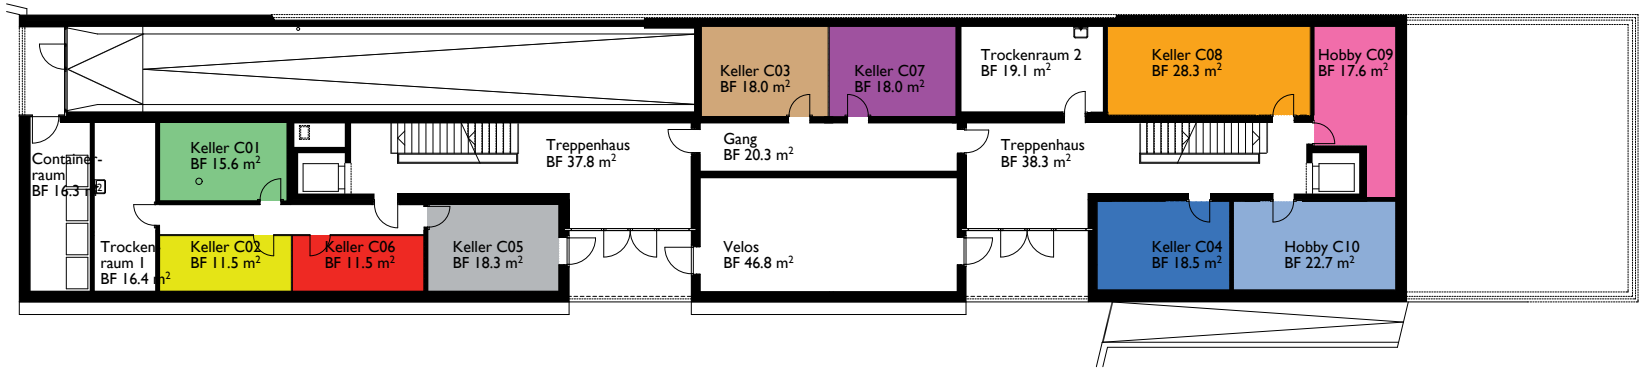 Container-
raum
BF 16.3 m²
Trocken
raum 1
BF 16.4 m²
Keller C01
BF 15.6 m²
Keller C02
BF 11.5 m²
Keller C06
BF 11.5 m²
Keller C05
BF 18.3 m²
Treppenhaus
BF 37.8 m²
Keller C03
BF 18.0 m²
Keller C07
BF 18.0 m²
Gang
BF 20.3 m²
Velos
BF 46.8 m²
Trockenraum 2
BF 19.1 m²
Treppenhaus
BF 38.3 m²
Keller C08
BF 28.3 m²
Hobby C09
BF 17.6 m²
Keller C04
BF 18.5 m²
Hobby C10
BF 22.7 m²